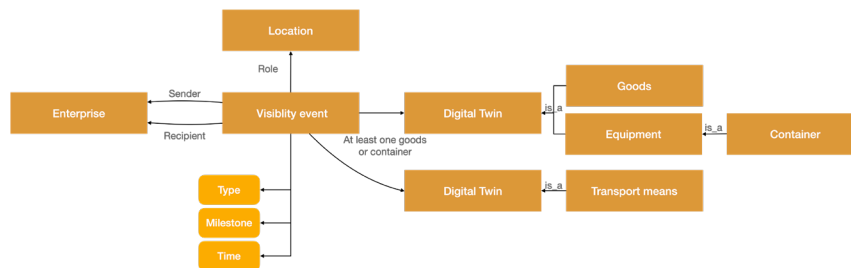 Location
Role
Sender
Goods
Enterprise
Visiblity event
Digital Twin
is_a
Recipient
At least one goods
or container
Equipment
is_a
Container
Type
Digital Twin
is_a
Transport means
Milestone
Time